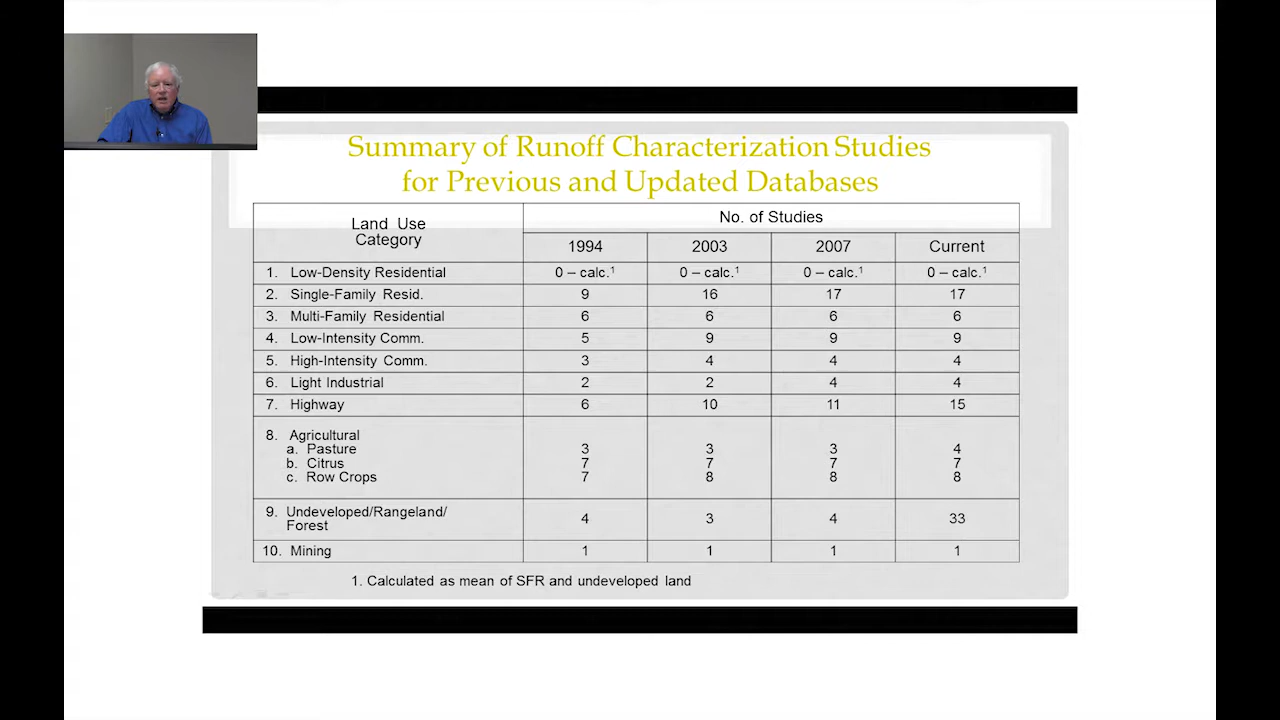 Summary of Runoff Characterization Studies
for Previous and Updated Databases
Land Use
Category
No. of Studies
1994 2003 2007 Current
1. Low-Density Residential 0 – calc.1 0 – calc.1 0 – calc.1 0 – calc.1
2. Single-Family Resid. 9 16 17 17
3. Multi-Family Residential 6 6 6 6
4. Low-Intensity Comm. 5 9 9 9
5. High-Intensity Comm. 3 4 4 4
6. Light Industrial 2 2 4 4
7. Highway 6 10 11 15
8. Agricultural
a. Pasture 3 3 3 4
b. Citrus 7 7 7 7
c. Row Crops 7 8 8 8
9. Undeveloped/Rangeland/
Forest 4 3 4 33
10. Mining 1 1 1 1
1. Calculated as mean of SFR and undeveloped land